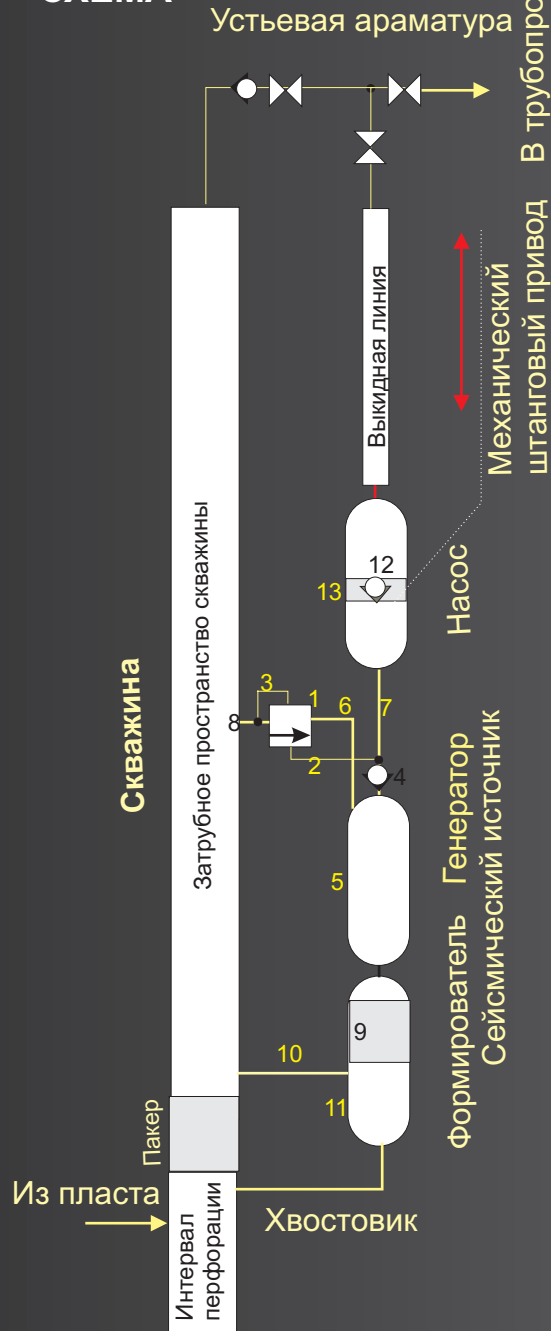 СХЕМА
Устьевая араматура
Скважина
Затрубное пространство скважины
Выкидная линия
Механический
штанговый привод
12
13
Насос
3
1
6
7
8
2
4
5
Генератор
Сейсмический источник
Формирователь
9
10
11
Пакер
Из пласта
Хвостовик
Интервал
перфорации